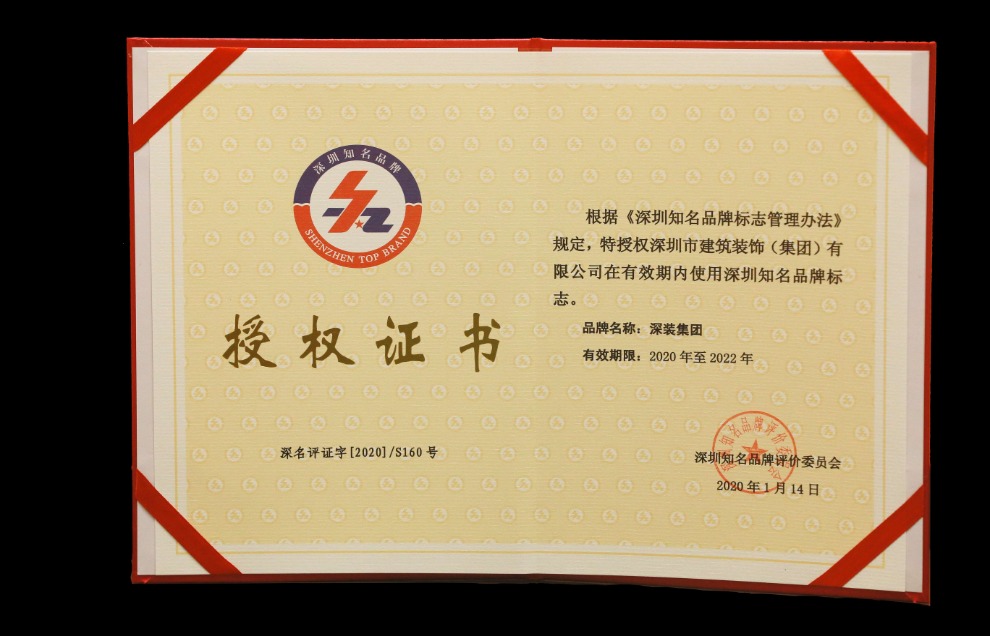 深圳知名品牌
SHENZHEN TOP BRAND
授权证书
深名评证字[2020]/S160号
根据《深圳知名品牌标志管理办法》
规定，特授权深圳市建筑装饰（集团）有
限公司在有效期内使用深圳知名品牌标
志。
品牌名称：深装集团
有效期限：2020年至2022年
深圳知名品牌评价委员会
2020年1月14日